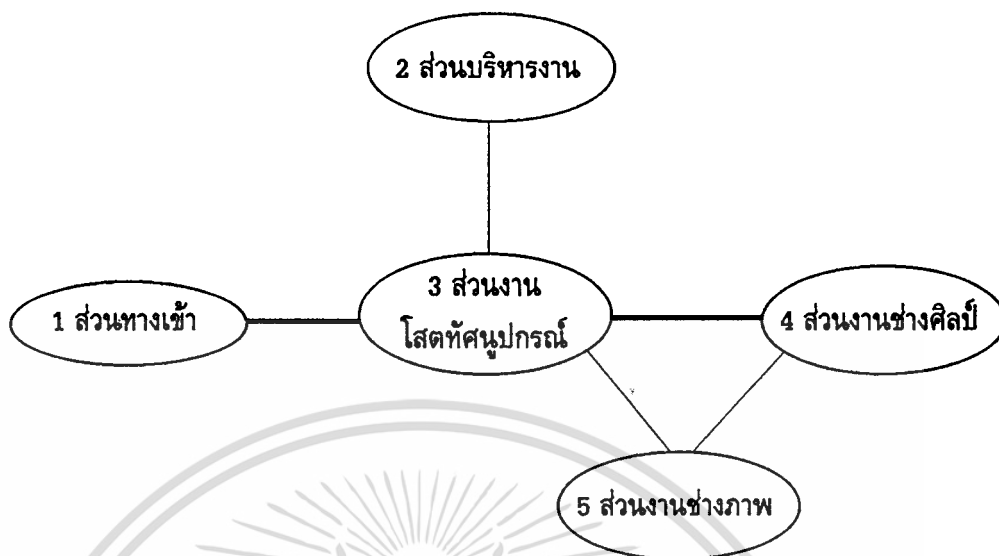 2 ส่วนบริหารงาน
3 ส่วนงาน
โสตทัศนูปกรณ์
1 ส่วนทางเข้า
4 ส่วนงานช่างศิลป์
5 ส่วนงานช่างภาพ